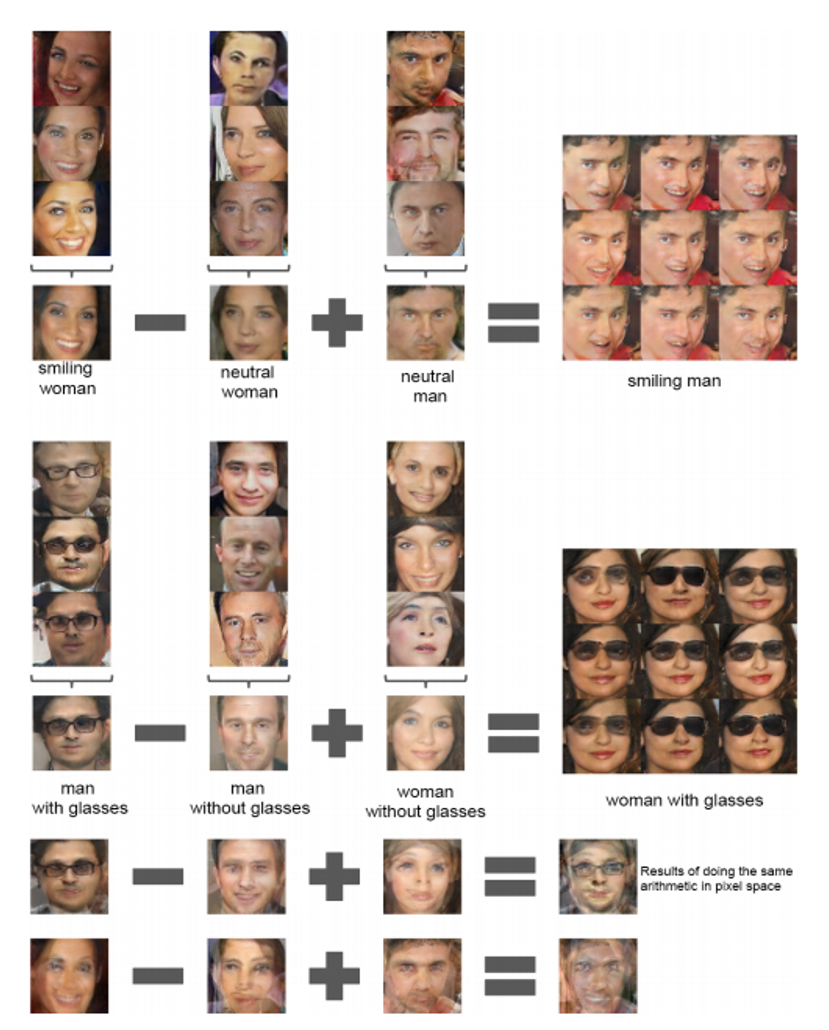 smiling
woman
neutral
woman
neutral
man
smiling man
man
with glasses
man
without glasses
woman
without glasses
woman with glasses
Results of doing the same
arithmetic in pixel space